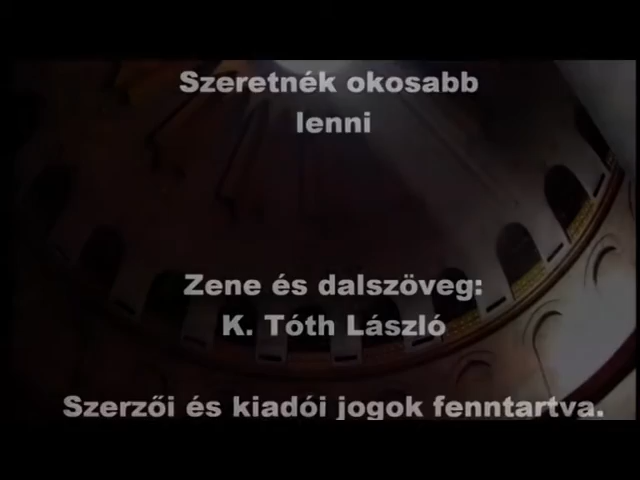 Szeretnék okosabb
lenni
Zene és dalszöveg:
K. Tóth László
Szerzői és kiadói jogok fenntartva.